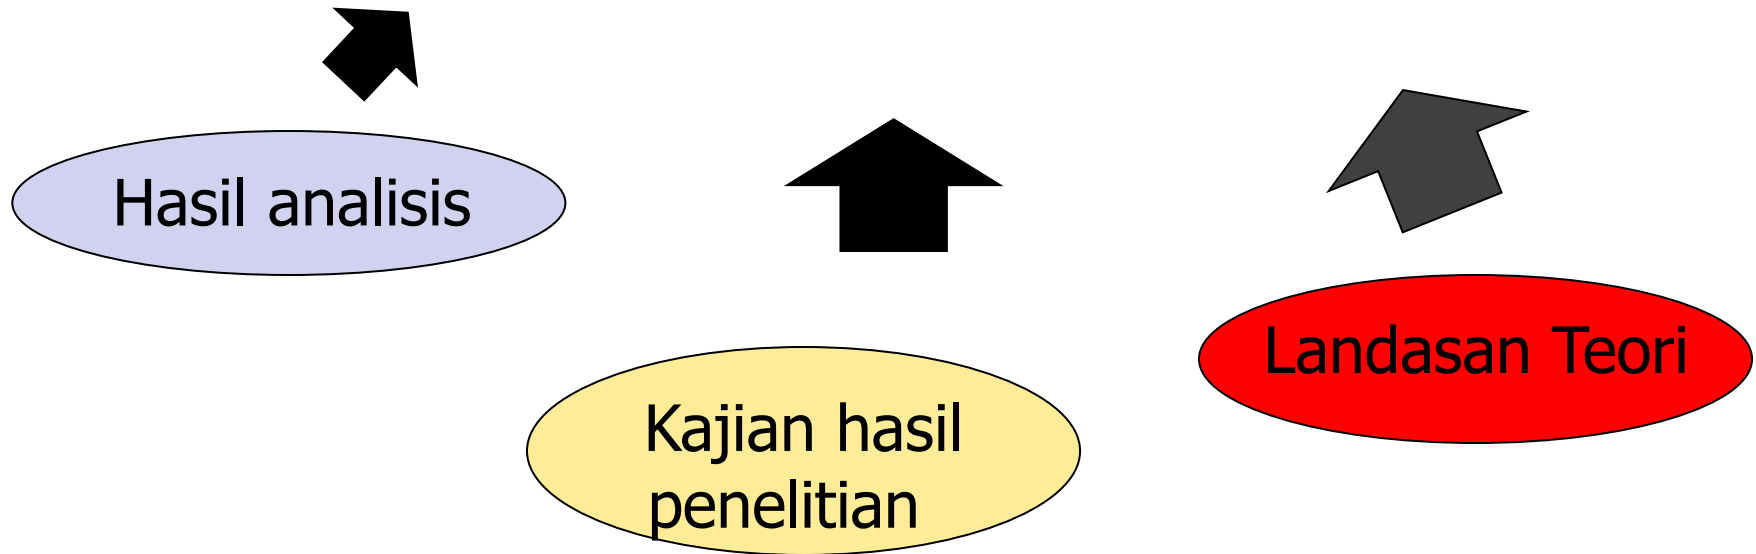 Hasil analisis
Landasan Teori
Kajian hasil
penelitian